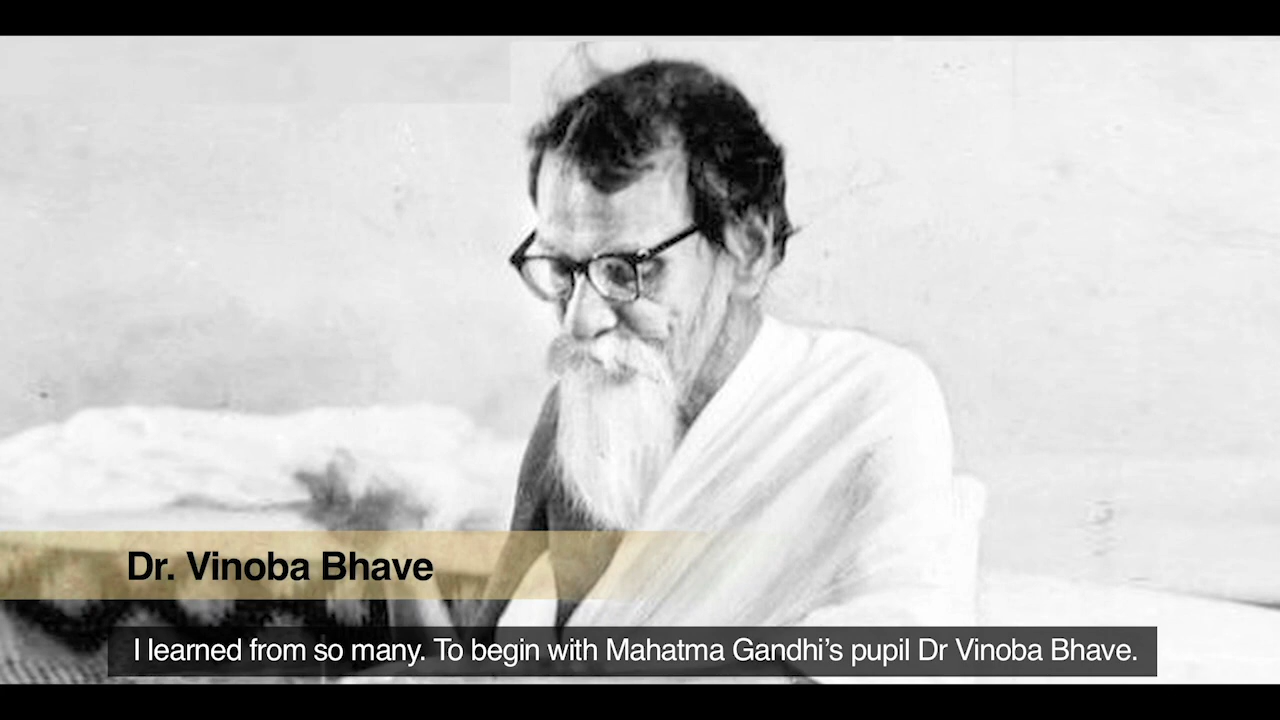 Dr. Vinoba Bhave
I learned from so many. To begin with Mahatma Gandhi’s pupil Dr Vinoba Bhave.